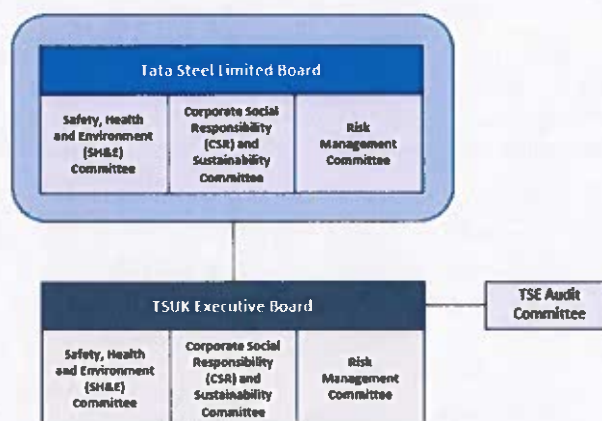 Tata Steel Limited Board
Safety, Health
and Environment
(SH&E)
Committee
Corporate Social
Responsibility
(CSR) and
Sustainability
Committee
Risk
Management
Committee
TSUK Executive Board
TSE Audit
Committee
Safety, Health
and Environment
(SH&E)
Committee
Corporate Social
Responsibility
(CSR) and
Sustainability
Committee
Risk
Management
Committee